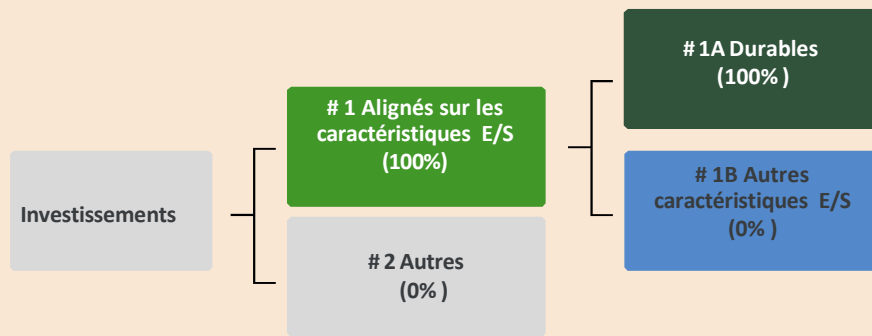 Investissements
# 1 Alignés sur les
caractéristiques E/S
(100%)
# 2 Autres
(0% )
# 1A Durables
(100% )
# 1B Autres
caractéristiques E/S
(0% )